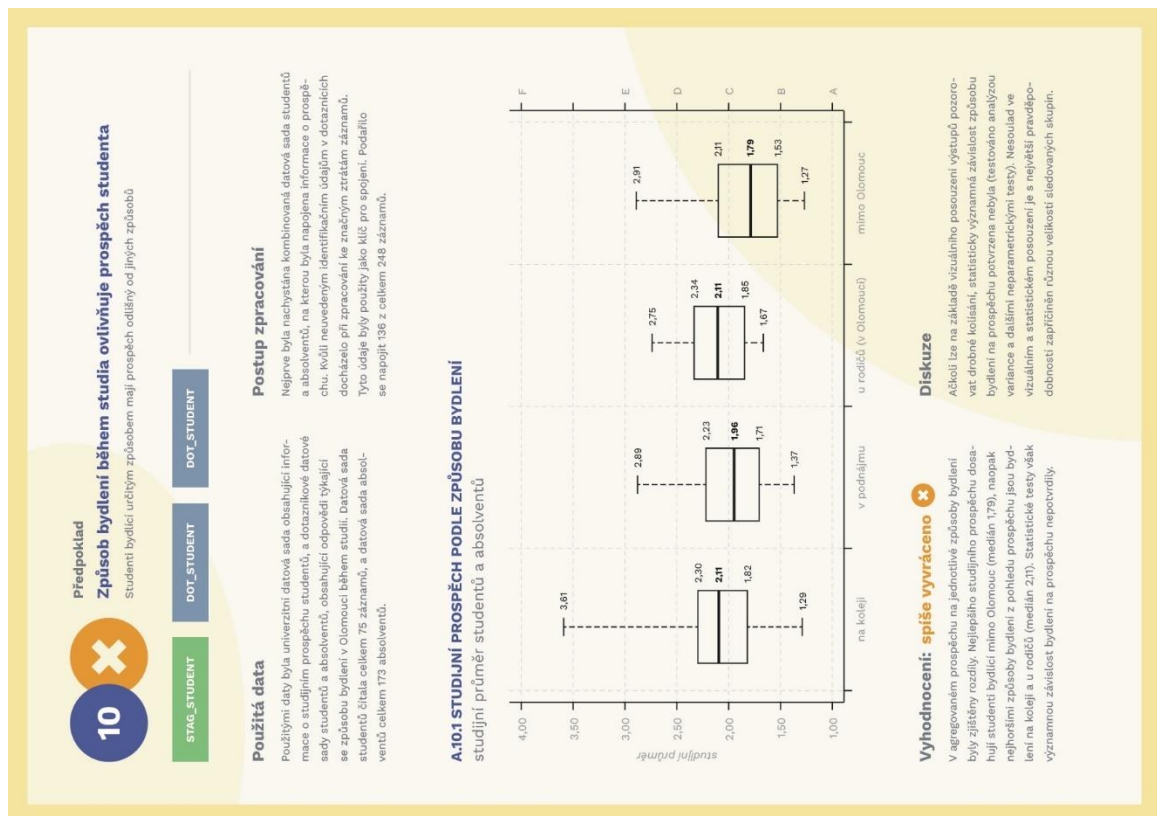 10
Předpoklad
Způsob bydlení během studia ovlivňuje prospěch studenta
Studenti bydlící určitým způsobem mají prospěch odlišný od jiných způsobů
STAG_STUDENT
DOT_STUDENT
DOT_STUDENT
Použitá data
Použitými daty byla univerzitní datová sada obsahující infor-
mace o studijním prospěchu studentů, a dotazníkové datové
sady studentů a absolventů, obsahující odpovědi týkající
se způsobu bydlení v Olomouci během studií. Datová sada
studentů čítala celkem 75 záznamů, a datová sada absol-
ventů celkem 173 absolventů.
Postup zpracování
Nejprve byla nachystána kombinovaná datová sada studentů
a absolventů, na kterou byla napojena informace o prospě-
chu. Kvůli neuvedeným identifikačním údajům v dotaznících
docházelo při zpracování ke značným ztrátám záznamů.
Tyto údaje byly použity jako klíč pro spojení. Podařilo
se napojit 136 z celkem 248 záznamů.
A.10.1 STUDIJNÍ PROSPĚCH PODLE ZPŮSOBU BYDLENÍ
studijní průměr studentů a absolventů
studijní průměr
4,00
3,50
3,00
2,50
2,00
1,50
1,00
F
E
D
C
B
A
3,61
2,30
2,11
1,82
1,29
na koleji
2,89
2,23
1,96
1,71
1,37
v podnájmu
2,75
2,34
2,11
1,85
1,67
u rodičů (v Olomouci)
2,91
2,11
1,79
1,53
1,27
mimo Olomouc
Vyhodnocení: spíše vyvráceno
V agregovaném prospěchu na jednotlivé způsoby bydlení
byly zjištěny rozdíly. Nejlepšího studijního prospěchu dosa-
hují studenti bydlící mimo Olomouc (medián 1,79), naopak
nejhoršími způsoby bydlení z pohledu prospěchu jsou byd-
lení na koleji a u rodičů (medián 2,11). Statistické testy však
významnou závislost bydlení na prospěchu nepotvrdily.
Diskuze
Ačkoli lze na základě vizuálního posouzení výstupů pozoro-
vat drobné kolísání, statisticky významná závislost způsobu
bydlení na prospěchu potvrzena nebyla (testováno analýzou
variance a dalšími neparametrickými testy). Nesoulad ve
vizuálním a statistickém posouzení je s největší pravděpo-
dobností zapříčiněn různou velikostí sledovaných skupin.